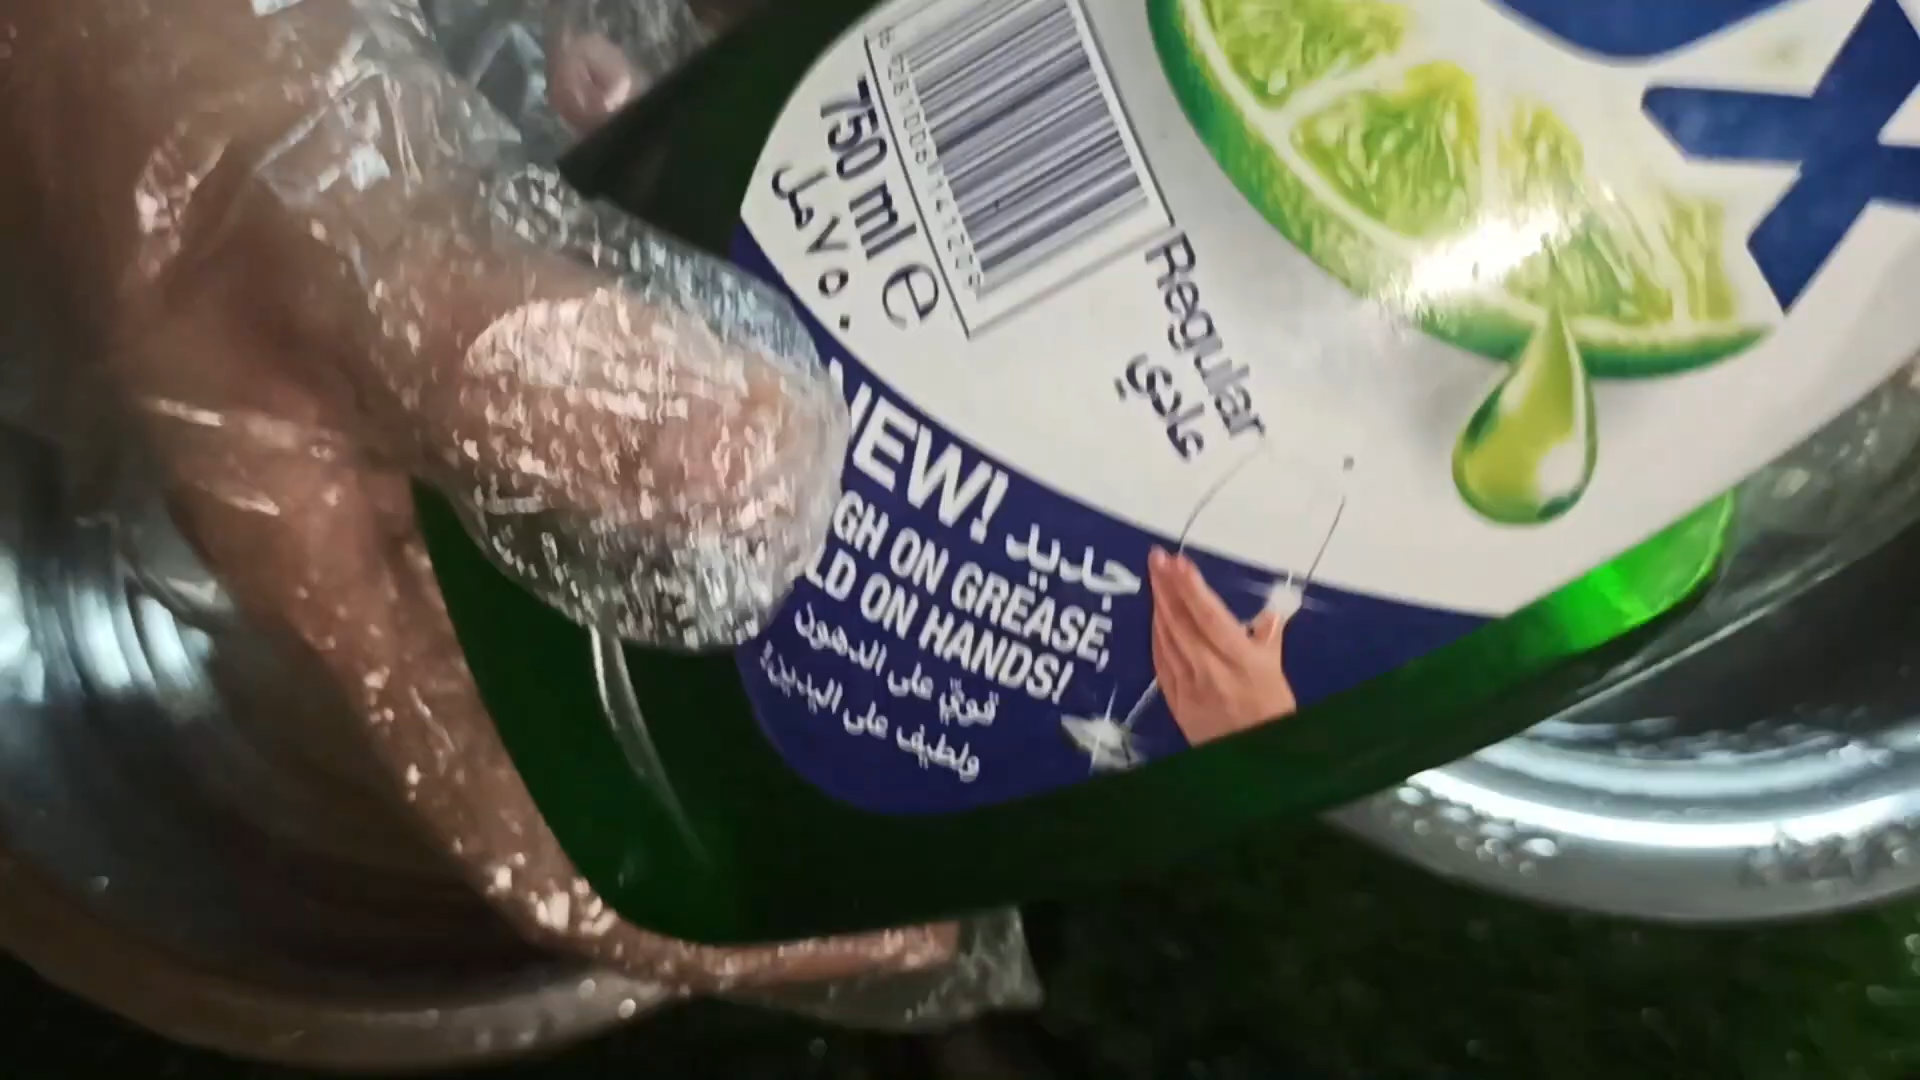 750 ml e
٧٥٠ مل
Regular
عادي
NEW! جديد
GH ON GREASE,
LD ON HANDS!
قويّ على الدهون
ولطيف على اليدين!